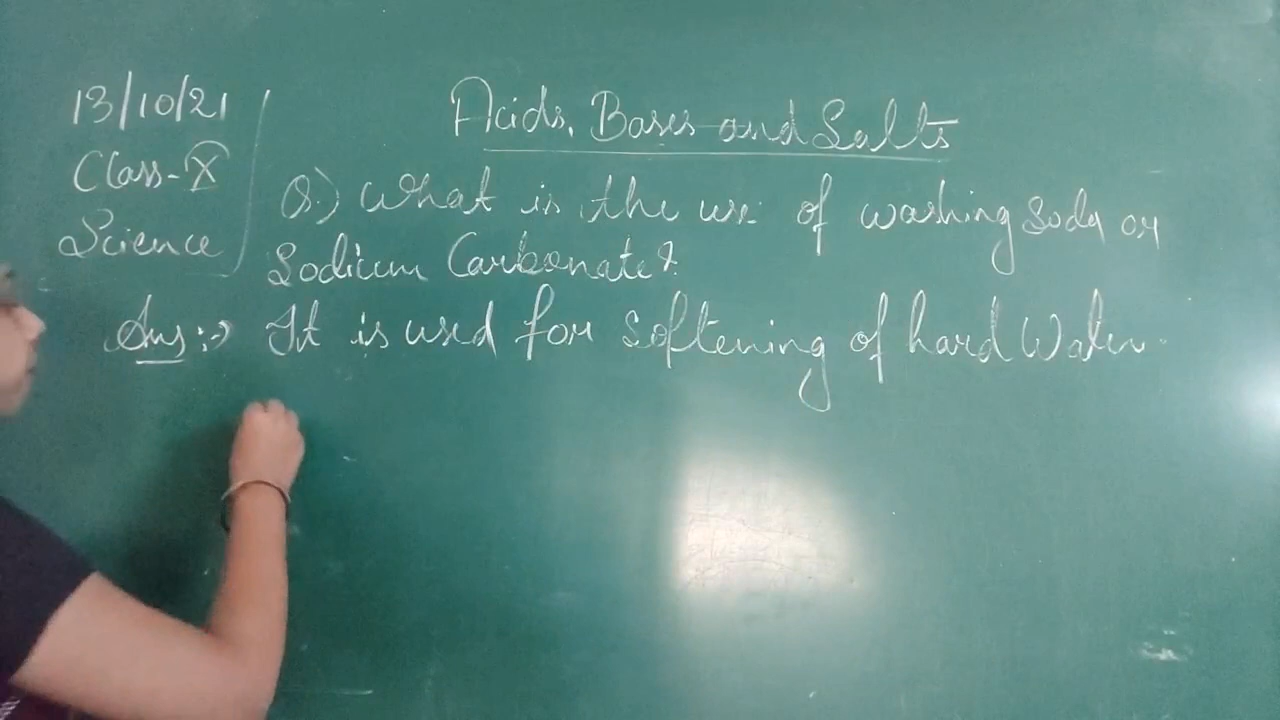 13/10/21
Class-X
Science
Acids, Bases and Salts
Q.) What is the use of washing Soda or
Sodium Carbonate?
Ans:-> It is used for Softening of hard Water.